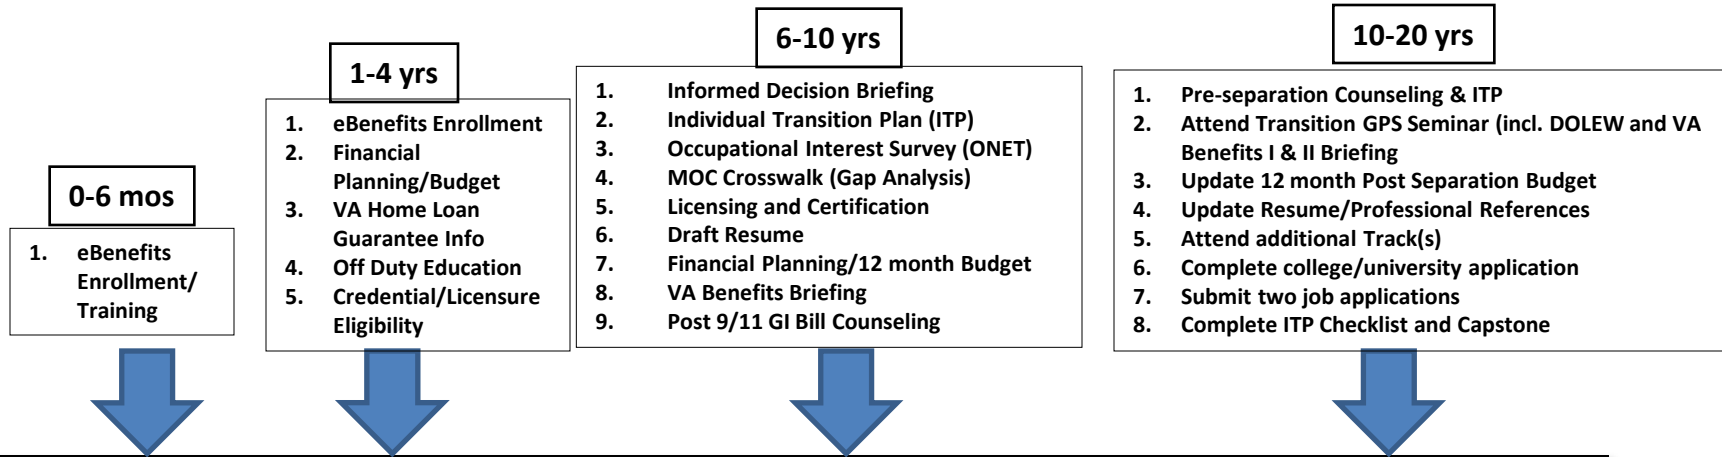 0-6 mos
1. eBenefits
Enrollment/
Training
1-4 yrs
1. eBenefits Enrollment
2. Financial
Planning/Budget
3. VA Home Loan
Guarantee Info
4. Off Duty Education
5. Credential/Licensure
Eligibility
6-10 yrs
1. Informed Decision Briefing
2. Individual Transition Plan (ITP)
3. Occupational Interest Survey (ONET)
4. MOC Crosswalk (Gap Analysis)
5. Licensing and Certification
6. Draft Resume
7. Financial Planning/12 month Budget
8. VA Benefits Briefing
9. Post 9/11 GI Bill Counseling
10-20 yrs
1. Pre-separation Counseling & ITP
2. Attend Transition GPS Seminar (incl. DOLEW and VA
Benefits I & II Briefing
3. Update 12 month Post Separation Budget
4. Update Resume/Professional References
5. Attend additional Track(s)
6. Complete college/university application
7. Submit two job applications
8. Complete ITP Checklist and Capstone